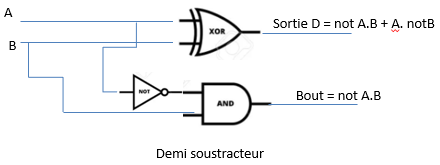 A
XOR
Sortie D = not A.B + A. notB
B
NOT
AND
Bout = not A.B
Demi soustracteur